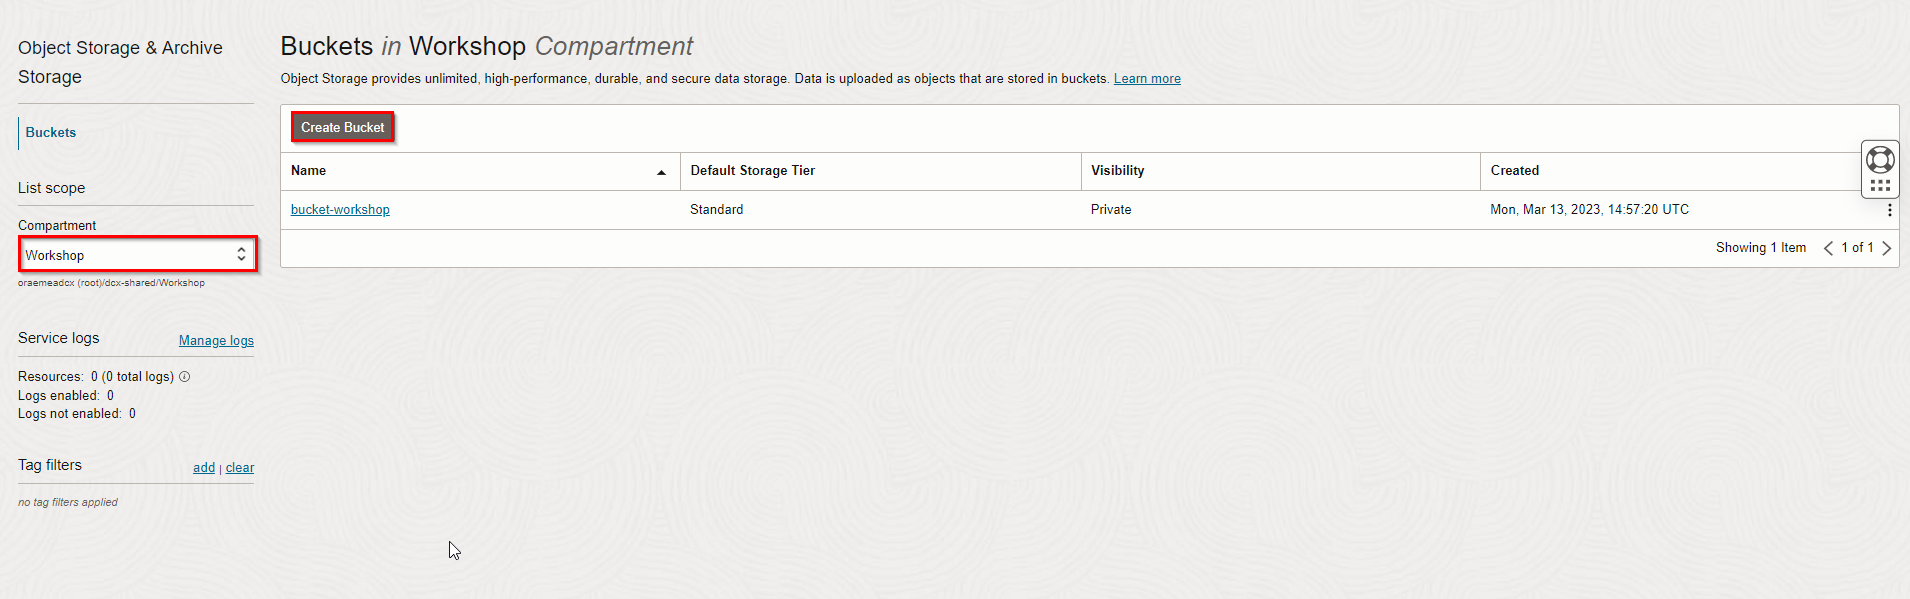 Object Storage & Archive
Storage
Buckets
List scope
Compartment
Workshop
oraemeadcx (root)/dcx-shared/Workshop
Service logs
Manage logs
Resources: 0 (0 total logs)
Logs enabled: 0
Logs not enabled: 0
Tag filters
add | clear
no tag filters applied
Buckets in Workshop Compartment
Object Storage provides unlimited, high-performance, durable, and secure data storage. Data is uploaded as objects that are stored in buckets. Learn more
Create Bucket
Name Default Storage Tier Visibility Created
bucket-workshop Standard Private Mon, Mar 13, 2023, 14:57:20 UTC
Showing 1 Item 1 of 1